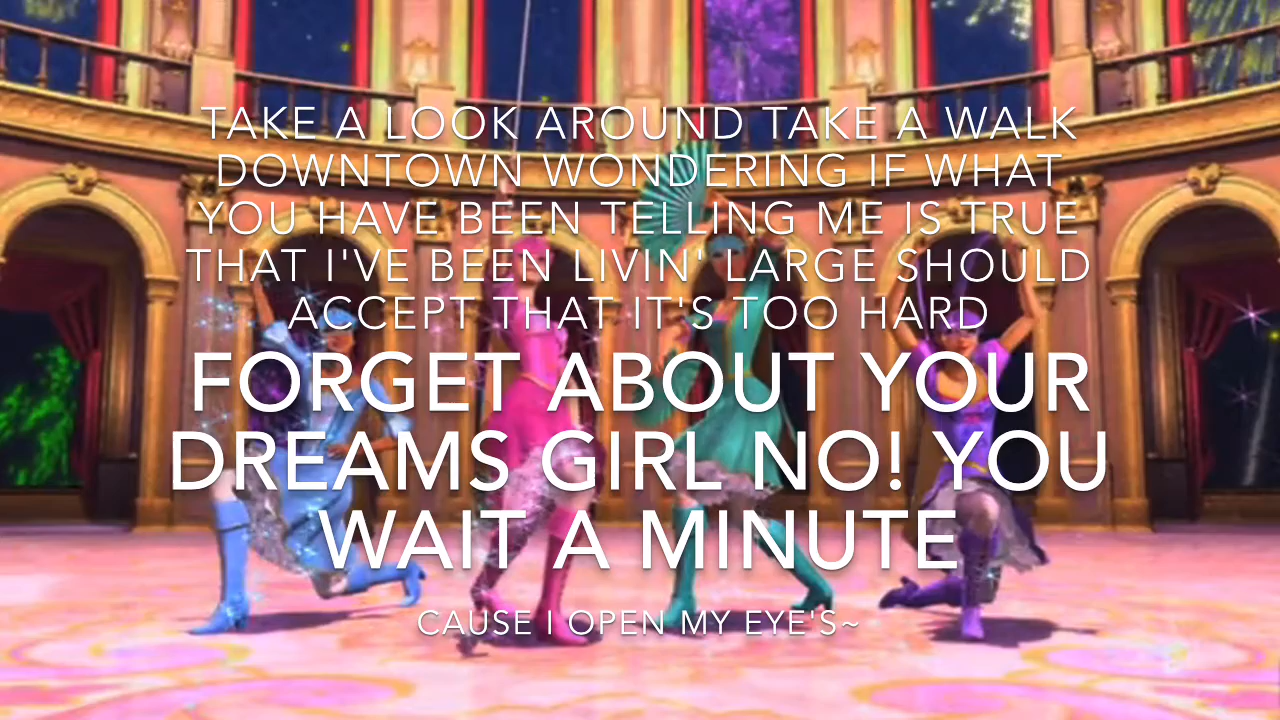 TAKE A LOOK AROUND TAKE A WALK
DOWNTOWN WONDERING IF WHAT
YOU HAVE BEEN TELLING ME IS TRUE
THAT I'VE BEEN LIVIN' LARGE SHOULD
ACCEPT THAT IT'S TOO HARD
FORGET ABOUT YOUR
DREAMS GIRL NO! YOU
WAIT A MINUTE
CAUSE I OPEN MY EYE'S~